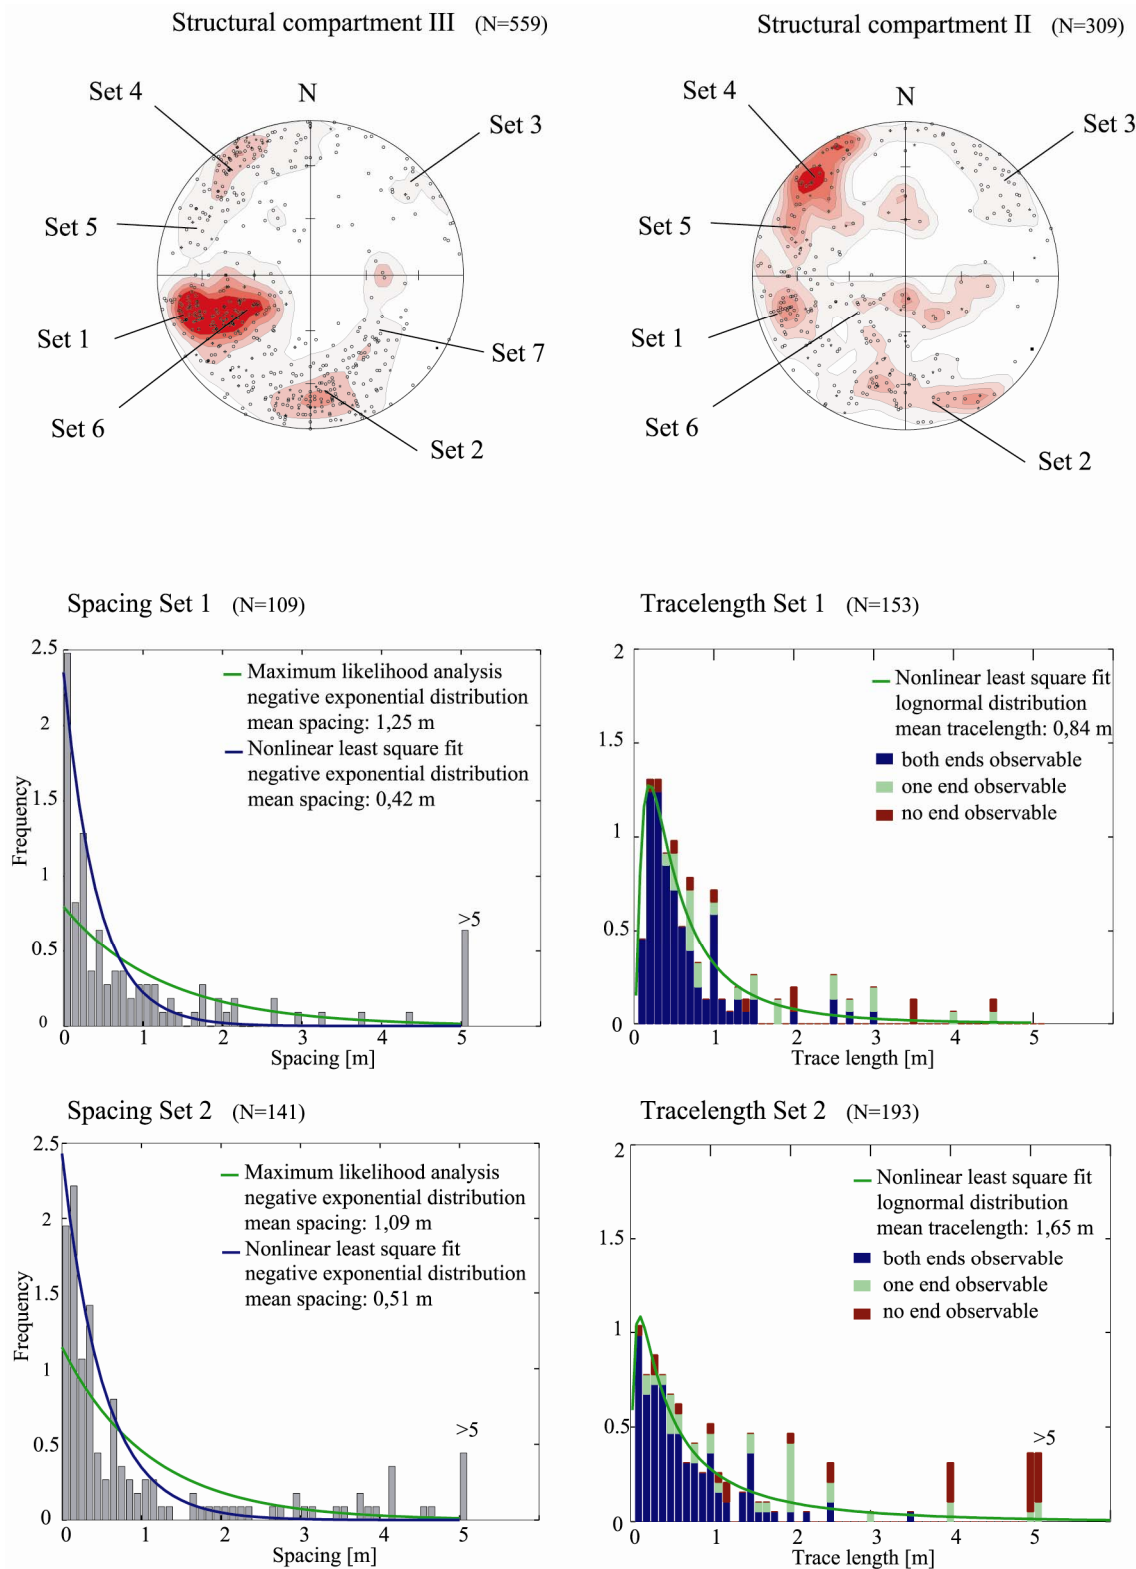 Structural compartment III (N=559)
Structural compartment II (N=309)
Set 4
N
Set 3
Set 5
Set 1
Set 7
Set 6
Set 2
Set 4
N
Set 3
Set 5
Set 1
Set 6
Set 2
Spacing Set 1 (N=109)
2.5
2
1.5
1
0.5
0
Frequency
Maximum likelihood analysis
negative exponential distribution
mean spacing: 1,25 m
Nonlinear least square fit
negative exponential distribution
mean spacing: 0,42 m
>5
0 1 2 3 4 5
Spacing [m]
Tracelength Set 1 (N=153)
2
1.5
1
0.5
0
Nonlinear least square fit
lognormal distribution
mean tracelength: 0,84 m
both ends observable
one end observable
no end observable
0 1 2 3 4 5
Trace length [m]
Spacing Set 2 (N=141)
2.5
2
1.5
1
0.5
0
Frequency
Maximum likelihood analysis
negative exponential distribution
mean spacing: 1,09 m
Nonlinear least square fit
negative exponential distribution
mean spacing: 0,51 m
>5
0 1 2 3 4 5
Spacing [m]
Tracelength Set 2 (N=193)
2
1.5
1
0.5
0
Nonlinear least square fit
lognormal distribution
mean tracelength: 1,65 m
both ends observable
one end observable
no end observable
>5
0 1 2 3 4 5 6
Trace length [m]